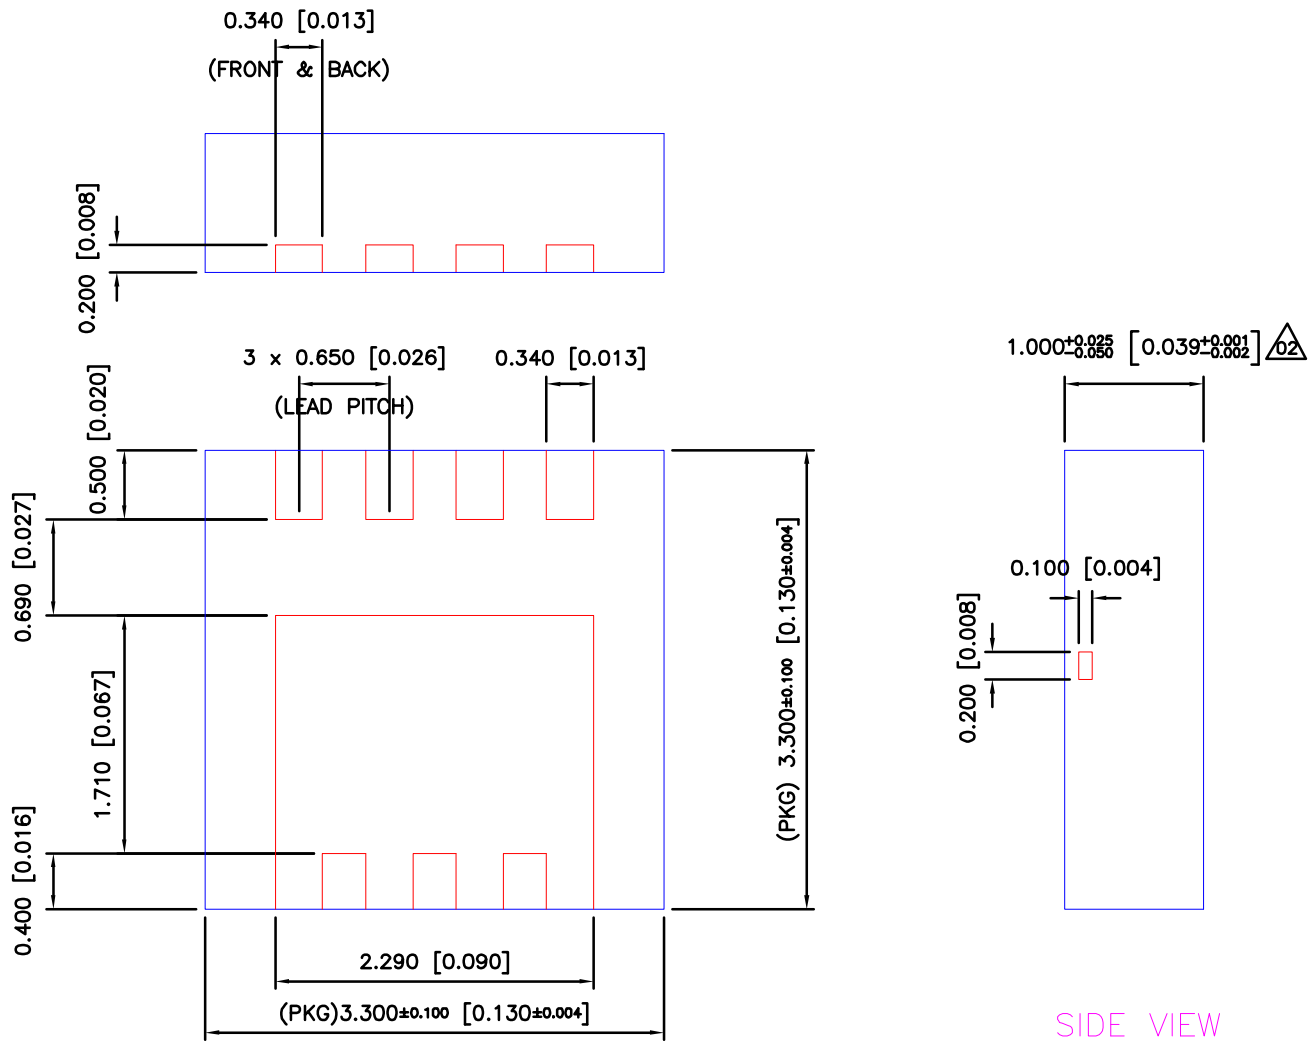 0.340 [0.013]
(FRONT & BACK)
0.200 [0.008]
3 x 0.650 [0.026]
(LEAD PITCH)
0.340 [0.013]
0.500 [0.020]
0.690 [0.027]
1.710 [0.067]
0.400 [0.016]
(PKG) 3.300±0.100 [0.130±0.004]
2.290 [0.090]
(PKG)3.300±0.100 [0.130±0.004]
1.000+0.025 -0.050 [0.039+0.001 -0.002] 02
0.100 [0.004]
0.200 [0.008]
SIDE VIEW